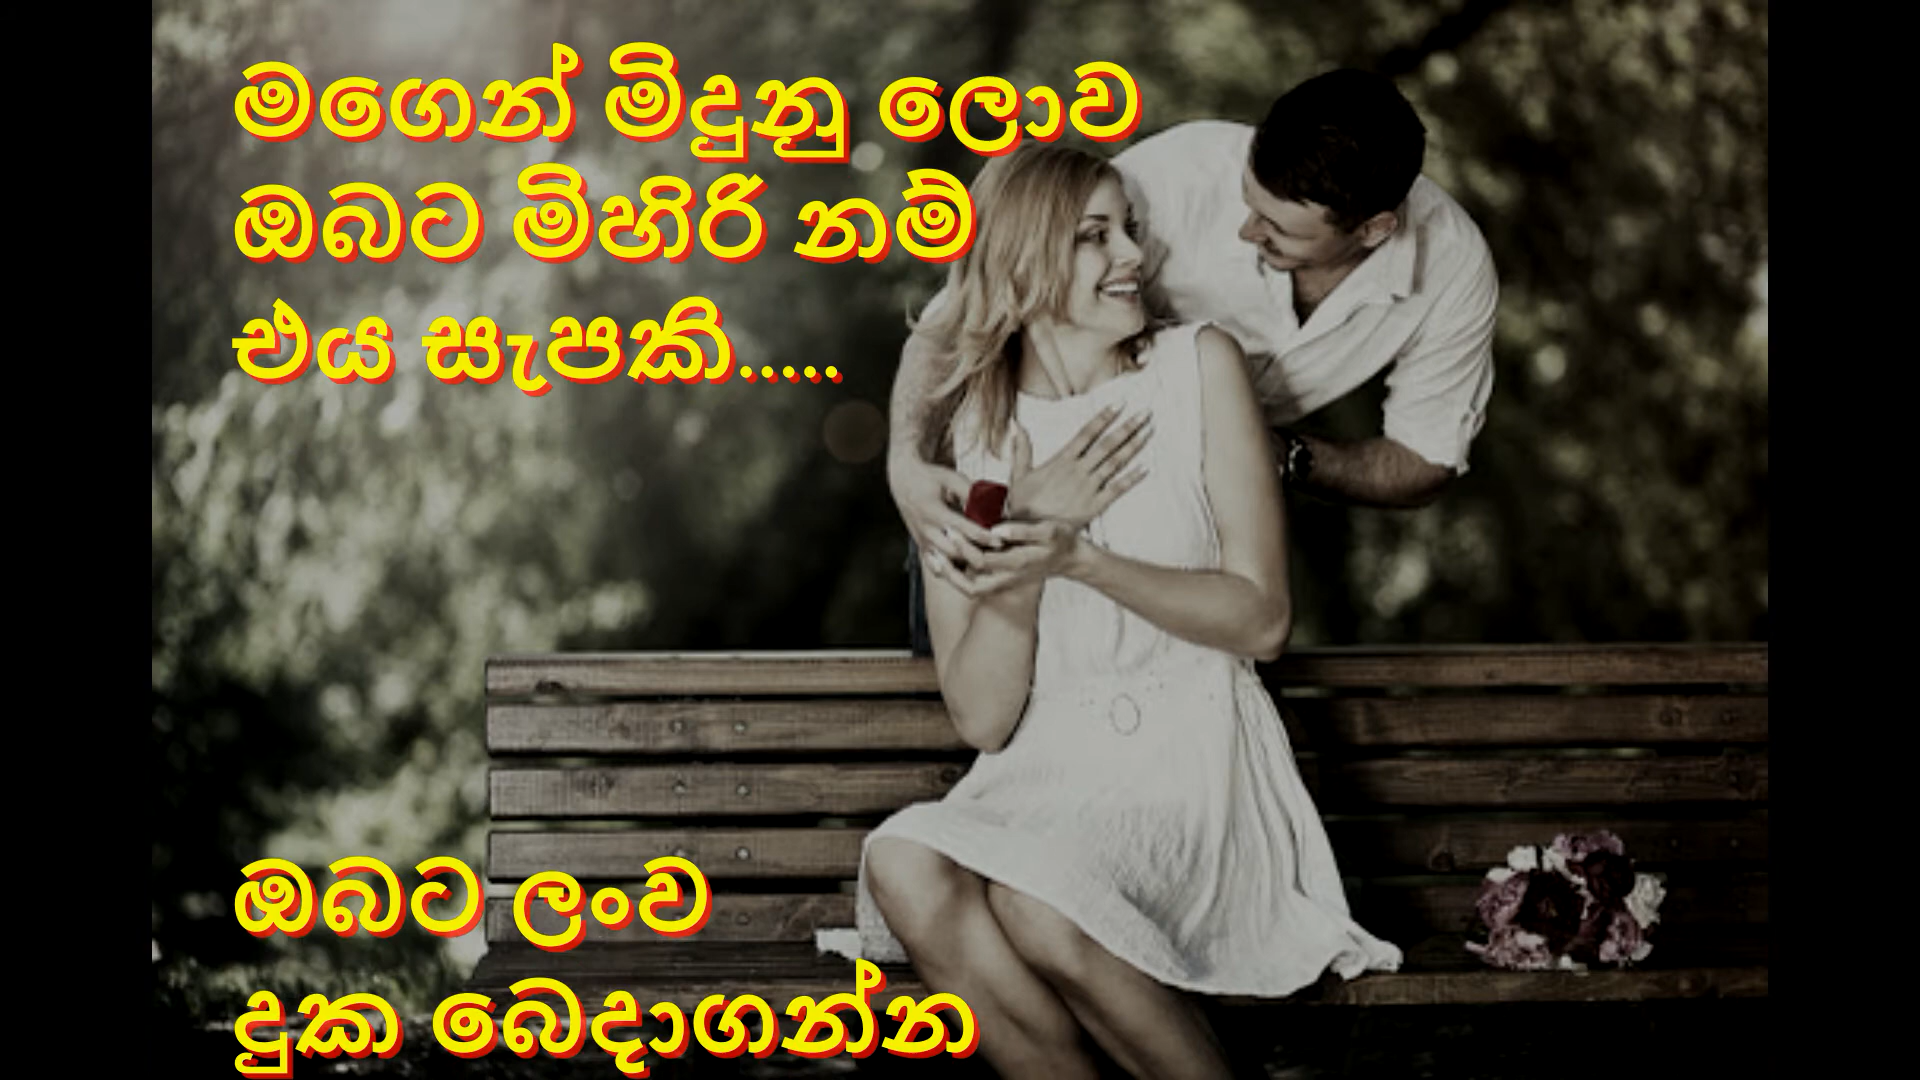 මගෙන් මිදුනු ලොව
ඔබට මිහිරි නම්
එය සැපකි.....
ඔබට ලංව
දුක බෙදාගන්න